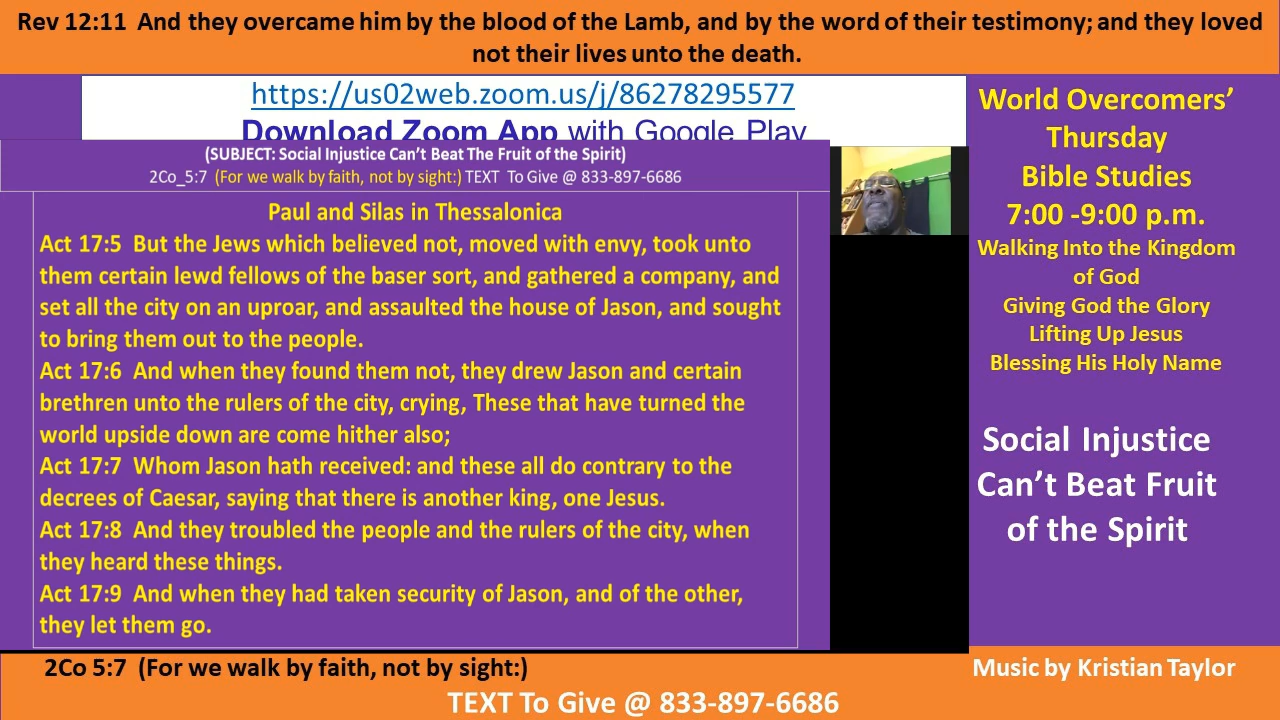 Rev 12:11  And they overcame him by the blood of the Lamb, and by the word of their testimony; and they loved
not their lives unto the death.
https://us02web.zoom.us/j/86278295577
Download Zoom App with Google Play
(SUBJECT: Social Injustice Can't Beat The Fruit of the Spirit)
2Co_5:7  (For we walk by faith, not by sight:) TEXT  To Give @ 833-897-6686
Paul and Silas in Thessalonica
Act 17:5  But the Jews which believed not, moved with envy, took unto
them certain lewd fellows of the baser sort, and gathered a company, and
set all the city on an uproar, and assaulted the house of Jason, and sought
to bring them out to the people.
Act 17:6  And when they found them not, they drew Jason and certain
brethren unto the rulers of the city, crying, These that have turned the
world upside down are come hither also;
Act 17:7  Whom Jason hath received: and these all do contrary to the
decrees of Caesar, saying that there is another king, one Jesus.
Act 17:8  And they troubled the people and the rulers of the city, when
they heard these things.
Act 17:9  And when they had taken security of Jason, and of the other,
they let them go.
World Overcomers’
Thursday
Bible Studies
7:00 -9:00 p.m.
Walking Into the Kingdom
of God
Giving God the Glory
Lifting Up Jesus
Blessing His Holy Name
Social Injustice
Can’t Beat Fruit
of the Spirit
2Co 5:7  (For we walk by faith, not by sight:)
Music by Kristian Taylor
TEXT To Give @ 833-897-6686